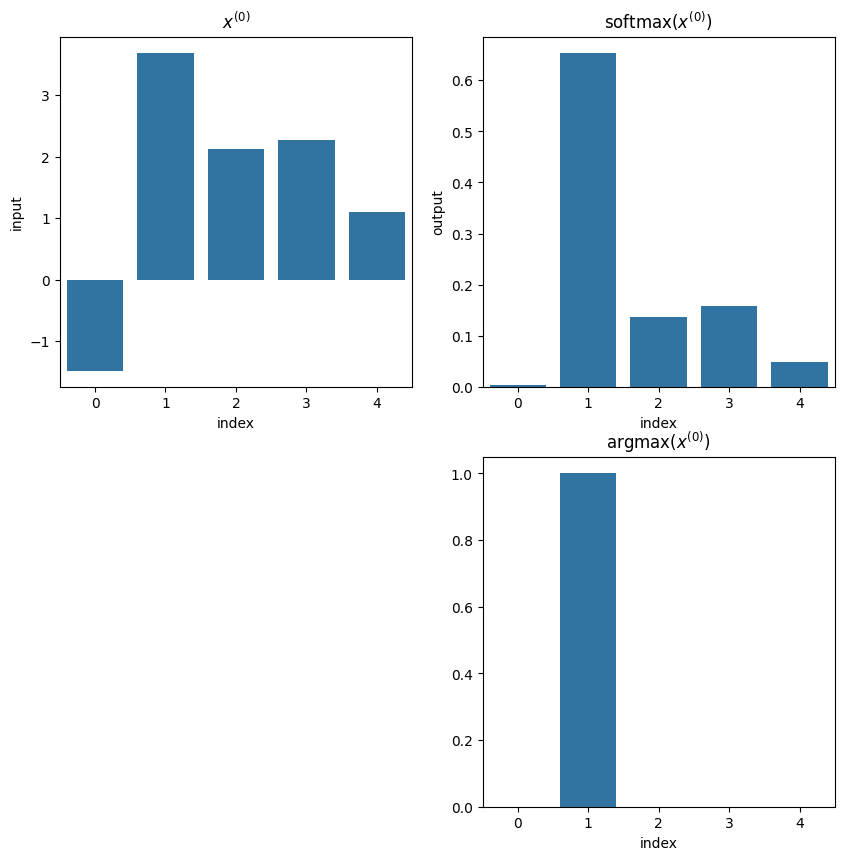 x^(0)
3
2
1
0
−1
input
0 1 2 3 4
index
softmax(x^(0))
0.6
0.5
0.4
0.3
0.2
0.1
0.0
output
0 1 2 3 4
index
argmax(x^(0))
1.0
0.8
0.6
0.4
0.2
0.0
0 1 2 3 4
index